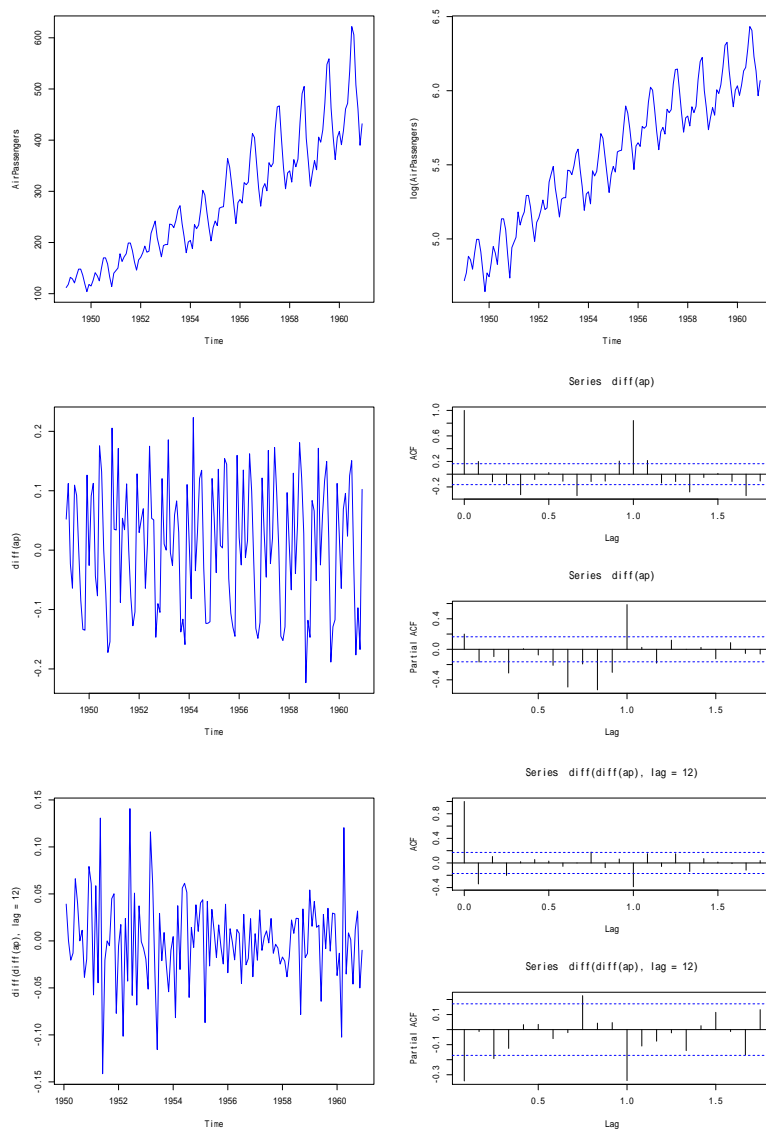 AirPassengers
100 200 300 400 500 600
1950 1952 1954 1956 1958 1960
Time
log(AirPassengers)
5.0 5.5 6.0 6.5
1950 1952 1954 1956 1958 1960
Time
diff(ap)
-0.2 -0.1 0.0 0.1 0.2
1950 1952 1954 1956 1958 1960
Time
Series diff(ap)
ACF
-0.2 0.2 0.6 1.0
0.0 0.5 1.0 1.5
Lag
Series diff(ap)
Partial ACF
-0.4 0.0 0.4
0.5 1.0 1.5
Lag
diff(diff(ap), lag = 12)
-0.15 -0.10 -0.05 0.00 0.05 0.10 0.15
1950 1952 1954 1956 1958 1960
Time
Series diff(diff(ap), lag = 12)
ACF
-0.4 0.0 0.4 0.8
0.0 0.5 1.0 1.5
Lag
Series diff(diff(ap), lag = 12)
Partial ACF
-0.3 -0.1 0.1
0.5 1.0 1.5
Lag